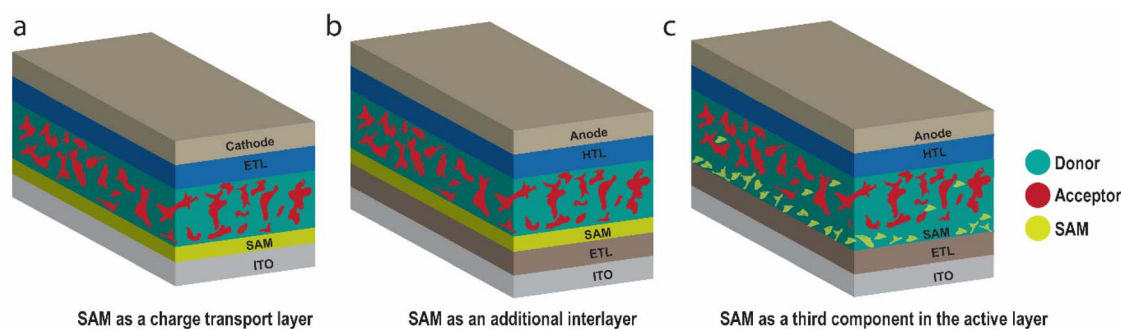 a
Cathode
ETL
SAM
ITO
SAM as a charge transport layer
b
Anode
HTL
SAM
ETL
ITO
SAM as an additional interlayer
c
Anode
HTL
SAM
ETL
ITO
SAM as a third component in the active layer
Donor
Acceptor
SAM